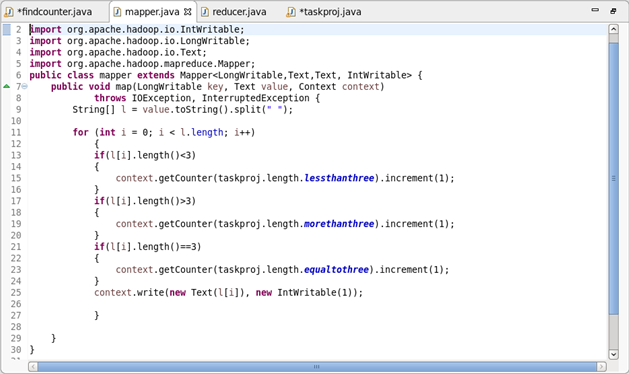 *findcounter.java mapper.java reducer.java *taskproj.java
2 import org.apache.hadoop.io.IntWritable;
3 import org.apache.hadoop.io.LongWritable;
4 import org.apache.hadoop.io.Text;
5 import org.apache.hadoop.mapreduce.Mapper;
6 public class mapper extends Mapper<LongWritable,Text,Text, IntWritable> {
7 public void map(LongWritable key, Text value, Context context)
8 throws IOException, InterruptedException {
9 String[] l = value.toString().split(" ");
10
11 for (int i = 0; i < l.length; i++)
12 {
13 if(l[i].length()<3)
14 {
15 context.getCounter(taskproj.length.lessthanthree).increment(1);
16 }
17 if(l[i].length()>3)
18 {
19 context.getCounter(taskproj.length.morethanthree).increment(1);
20 }
21 if(l[i].length()==3)
22 {
23 context.getCounter(taskproj.length.equaltothree).increment(1);
24 }
25 context.write(new Text(l[i]), new IntWritable(1));
26
27 }
28
29 }
30 }